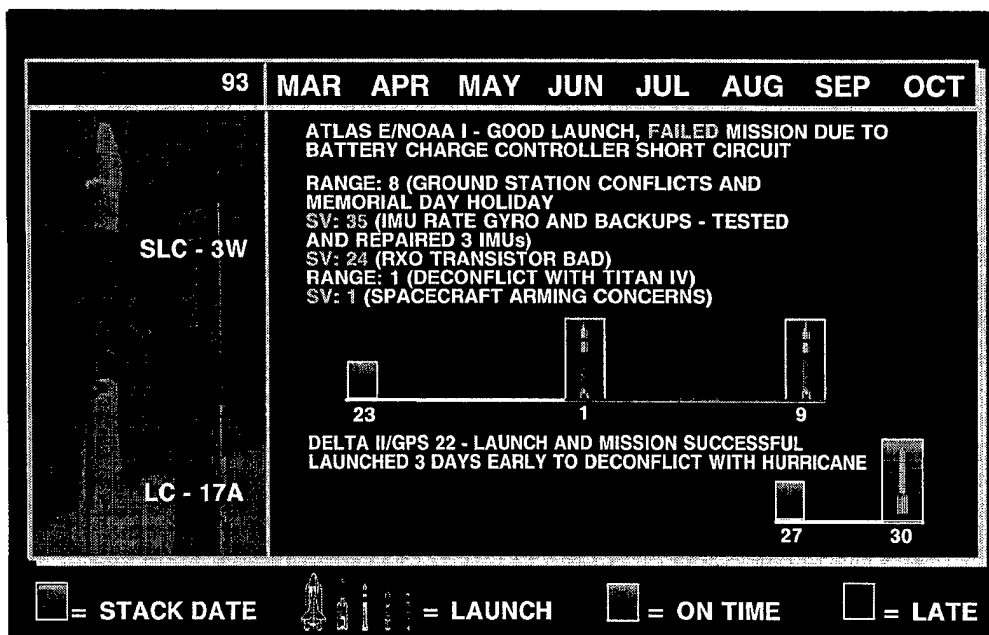 93 MAR APR MAY JUN JUL AUG SEP OCT
ATLAS E/NOAA I - GOOD LAUNCH, FAILED MISSION DUE TO
BATTERY CHARGE CONTROLLER SHORT CIRCUIT
RANGE: 8 (GROUND STATION CONFLICTS AND
MEMORIAL DAY HOLIDAY
SV: 35 (IMU RATE GYRO AND BACKUPS - TESTED
AND REPAIRED 3 IMUs)
SV: 24 (RXO TRANSISTOR BAD)
RANGE: 1 (DECONFLICT WITH TITAN IV)
SV: 1 (SPACECRAFT ARMING CONCERNS)
SLC - 3W
23 1 9
DELTA II/GPS 22 - LAUNCH AND MISSION SUCCESSFUL
LAUNCHED 3 DAYS EARLY TO DECONFLICT WITH HURRICANE
LC - 17A
27 30
= STACK DATE = LAUNCH = ON TIME = LATE